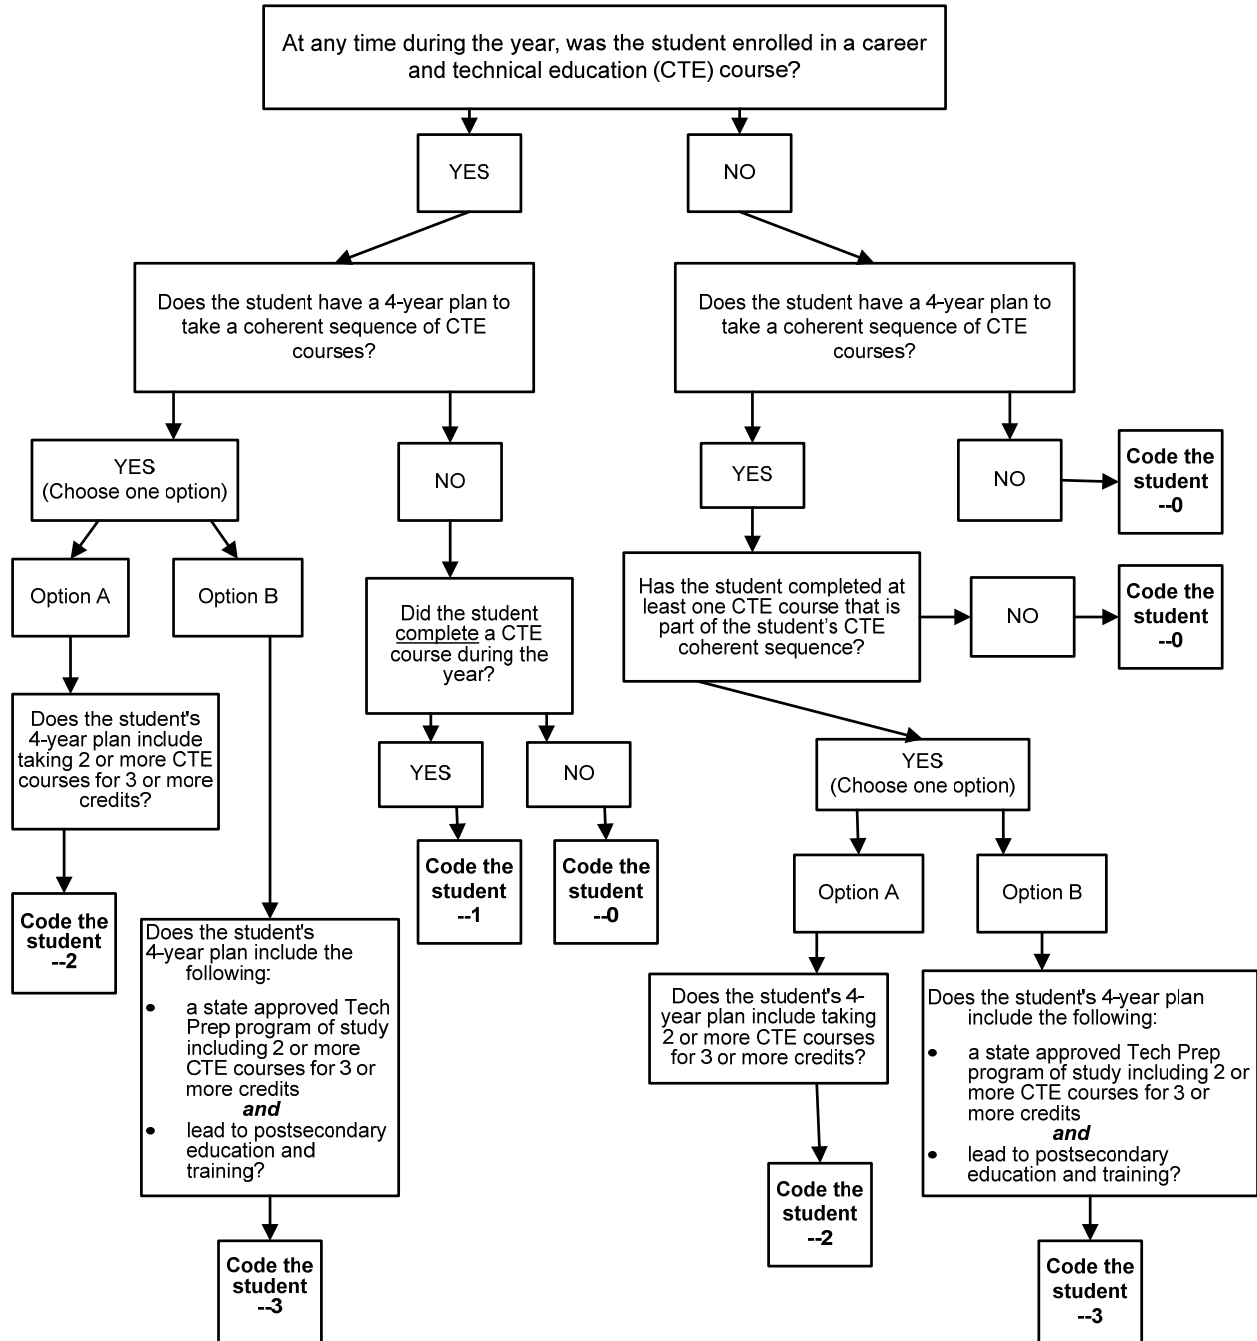 At any time during the year, was the student enrolled in a career
and technical education (CTE) course?
YES
NO
Does the student have a 4-year plan to
take a coherent sequence of CTE
courses?
Does the student have a 4-year plan to
take a coherent sequence of CTE
courses?
YES
(Choose one option)
NO
YES
NO
Code the
student
--0
Option A
Option B
Did the student
complete a CTE
course during the
year?
Has the student completed at
least one CTE course that is
part of the student's CTE
coherent sequence?
NO
Code the
student
--0
Does the student's
4-year plan include
taking 2 or more CTE
courses for 3 or more
credits?
YES
NO
YES
(Choose one option)
Code the
student
--2
Code the
student
--1
Code the
student
--0
Option A
Option B
Does the student's
4-year plan include the
following:
• a state approved Tech
Prep program of study
including 2 or more
CTE courses for 3 or
more credits
and
• lead to postsecondary
education and
training?
Does the student's 4-
year plan include taking
2 or more CTE courses
for 3 or more credits?
Does the student's 4-year plan
include the following:
• a state approved Tech Prep
program of study including 2 or
more CTE courses for 3 or
more credits
and
• lead to postsecondary
education and training?
Code the
student
--3
Code the
student
--2
Code the
student
--3